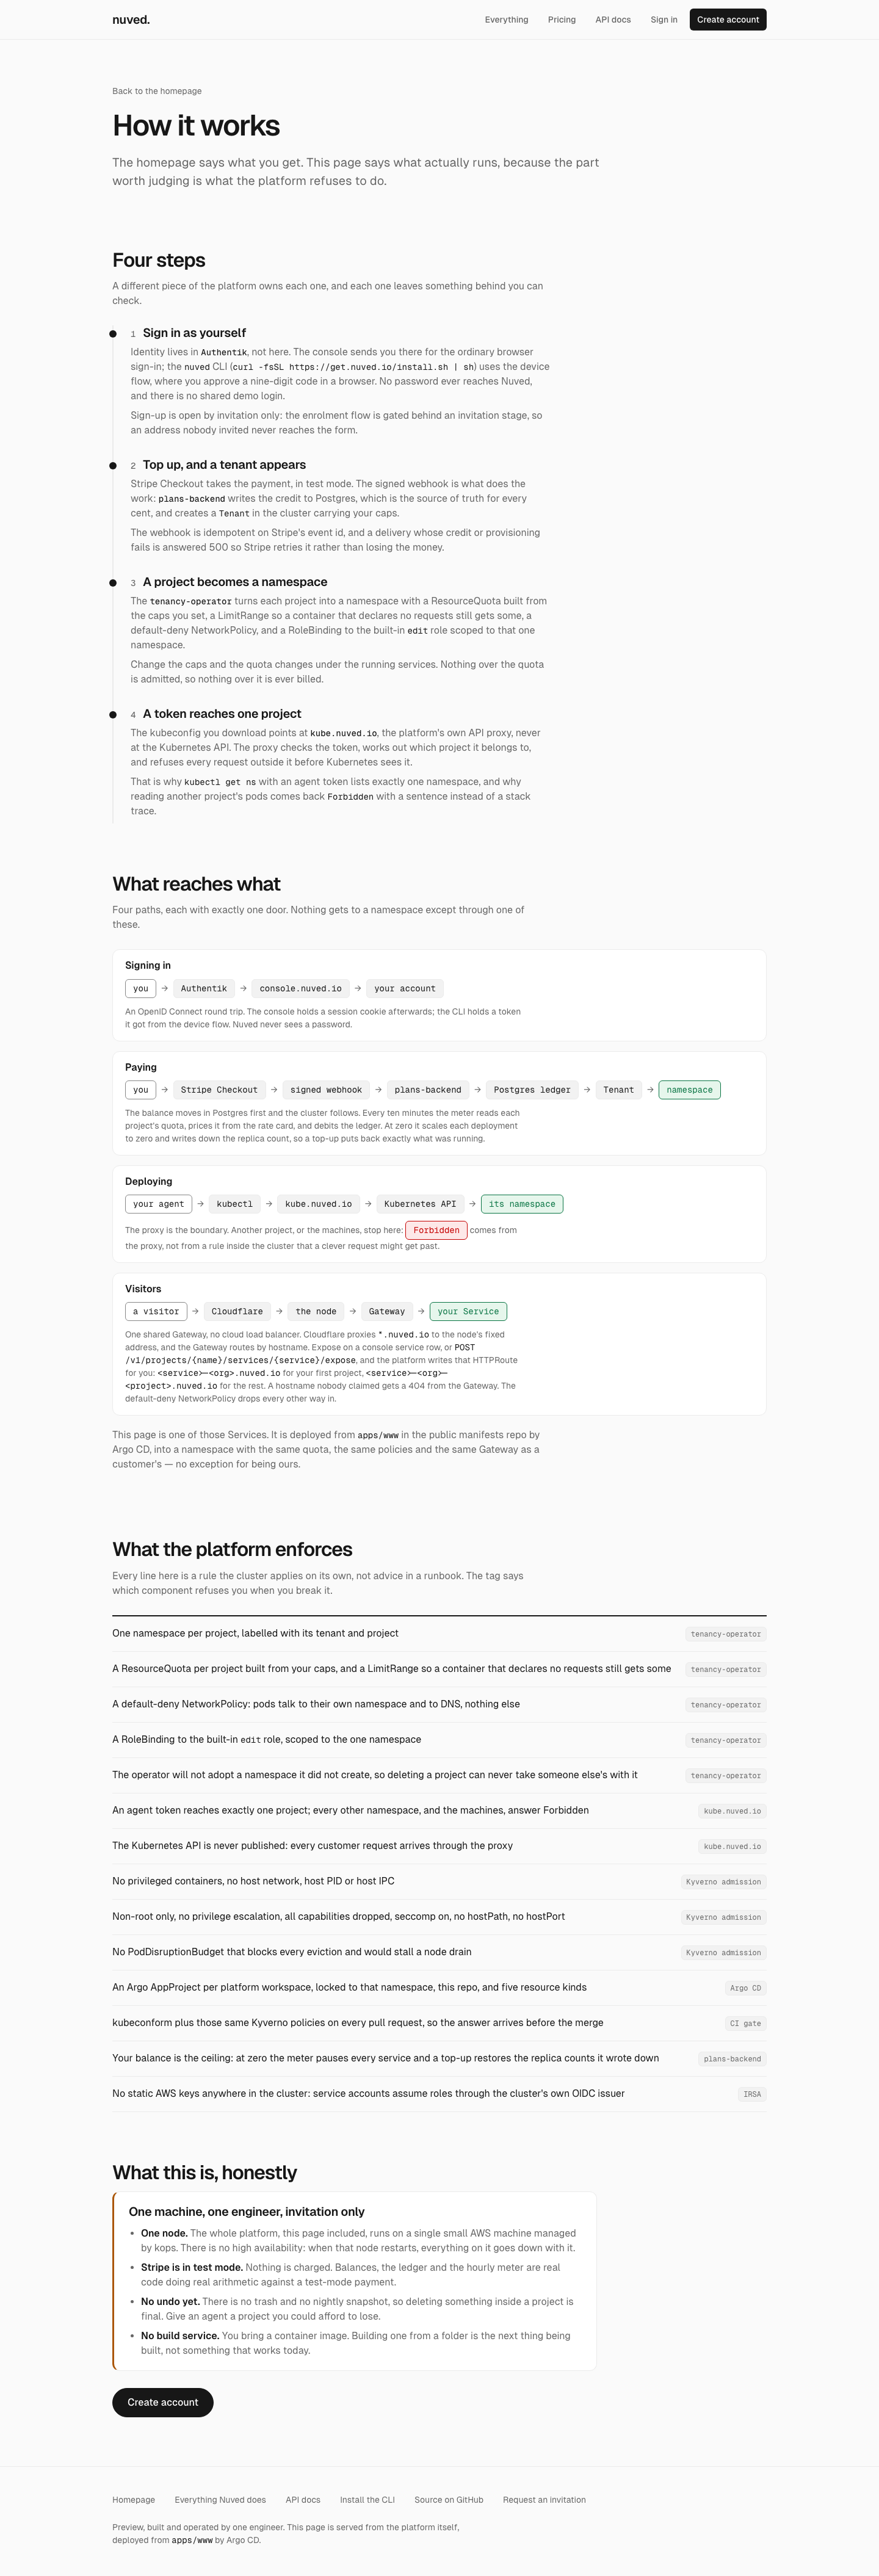 nuved.
Everything
Pricing
API docs
Sign in
Create account
Back to the homepage
How it works
The homepage says what you get. This page says what actually runs, because the part
worth judging is what the platform refuses to do.
Four steps
A different piece of the platform owns each one, and each one leaves something behind you can
check.
1 Sign in as yourself
Identity lives in Authentik, not here. The console sends you there for the ordinary browser
sign-in; the nuved CLI (curl -fsSL https://get.nuved.io/install.sh | sh) uses the device
flow, where you approve a nine-digit code in a browser. No password ever reaches Nuved,
and there is no shared demo login.
Sign-up is open by invitation only: the enrolment flow is gated behind an invitation stage, so
an address nobody invited never reaches the form.
2 Top up, and a tenant appears
Stripe Checkout takes the payment, in test mode. The signed webhook is what does the
work: plans-backend writes the credit to Postgres, which is the source of truth for every
cent, and creates a Tenant in the cluster carrying your caps.
The webhook is idempotent on Stripe's event id, and a delivery whose credit or provisioning
fails is answered 500 so Stripe retries it rather than losing the money.
3 A project becomes a namespace
The tenancy-operator turns each project into a namespace with a ResourceQuota built from
the caps you set, a LimitRange so a container that declares no requests still gets some, a
default-deny NetworkPolicy, and a RoleBinding to the built-in edit role scoped to that one
namespace.
Change the caps and the quota changes under the running services. Nothing over the quota
is admitted, so nothing over it is ever billed.
4 A token reaches one project
The kubeconfig you download points at kube.nuved.io, the platform's own API proxy, never
at the Kubernetes API. The proxy checks the token, works out which project it belongs to,
and refuses every request outside it before Kubernetes sees it.
That is why kubectl get ns with an agent token lists exactly one namespace, and why
reading another project's pods comes back Forbidden with a sentence instead of a stack
trace.
What reaches what
Four paths, each with exactly one door. Nothing gets to a namespace except through one of
these.
Signing in
you → Authentik → console.nuved.io → your account
An OpenID Connect round trip. The console holds a session cookie afterwards; the CLI holds a token
it got from the device flow. Nuved never sees a password.
Paying
you → Stripe Checkout → signed webhook → plans-backend → Postgres ledger → Tenant → namespace
The balance moves in Postgres first and the cluster follows. Every ten minutes the meter reads each
project's quota, prices it from the rate card, and debits the ledger. At zero it scales each deployment
to zero and writes down the replica count, so a top-up puts back exactly what was running.
Deploying
your agent → kubectl → kube.nuved.io → Kubernetes API → its namespace
The proxy is the boundary. Another project, or the machines, stop here: Forbidden comes from
the proxy, not from a rule inside the cluster that a clever request might get past.
Visitors
a visitor → Cloudflare → the node → Gateway → your Service
One shared Gateway, no cloud load balancer. Cloudflare proxies *.nuved.io to the node's fixed
address, and the Gateway routes by hostname. Expose on a console service row, or POST
/v1/projects/{name}/services/{service}/expose, and the platform writes that HTTPRoute
for you: <service>-<org>.nuved.io for your first project, <service>-<org>-
<project>.nuved.io for the rest. A hostname nobody claimed gets a 404 from the Gateway. The
default-deny NetworkPolicy drops every other way in.
This page is one of those Services. It is deployed from apps/www in the public manifests repo by
Argo CD, into a namespace with the same quota, the same policies and the same Gateway as a
customer's — no exception for being ours.
What the platform enforces
Every line here is a rule the cluster applies on its own, not advice in a runbook. The tag says
which component refuses you when you break it.
One namespace per project, labelled with its tenant and project tenancy-operator
A ResourceQuota per project built from your caps, and a LimitRange so a container that declares no requests still gets some tenancy-operator
A default-deny NetworkPolicy: pods talk to their own namespace and to DNS, nothing else tenancy-operator
A RoleBinding to the built-in edit role, scoped to the one namespace tenancy-operator
The operator will not adopt a namespace it did not create, so deleting a project can never take someone else's with it tenancy-operator
An agent token reaches exactly one project; every other namespace, and the machines, answer Forbidden kube.nuved.io
The Kubernetes API is never published: every customer request arrives through the proxy kube.nuved.io
No privileged containers, no host network, host PID or host IPC Kyverno admission
Non-root only, no privilege escalation, all capabilities dropped, seccomp on, no hostPath, no hostPort Kyverno admission
No PodDisruptionBudget that blocks every eviction and would stall a node drain Kyverno admission
An Argo AppProject per platform workspace, locked to that namespace, this repo, and five resource kinds Argo CD
kubeconform plus those same Kyverno policies on every pull request, so the answer arrives before the merge CI gate
Your balance is the ceiling: at zero the meter pauses every service and a top-up restores the replica counts it wrote down plans-backend
No static AWS keys anywhere in the cluster: service accounts assume roles through the cluster's own OIDC issuer IRSA
What this is, honestly
One machine, one engineer, invitation only
• One node. The whole platform, this page included, runs on a single small AWS machine managed
by kops. There is no high availability: when that node restarts, everything on it goes down with it.
• Stripe is in test mode. Nothing is charged. Balances, the ledger and the hourly meter are real
code doing real arithmetic against a test-mode payment.
• No undo yet. There is no trash and no nightly snapshot, so deleting something inside a project is
final. Give an agent a project you could afford to lose.
• No build service. You bring a container image. Building one from a folder is the next thing being
built, not something that works today.
Create account
Homepage
Everything Nuved does
API docs
Install the CLI
Source on GitHub
Request an invitation
Preview, built and operated by one engineer. This page is served from the platform itself,
deployed from apps/www by Argo CD.